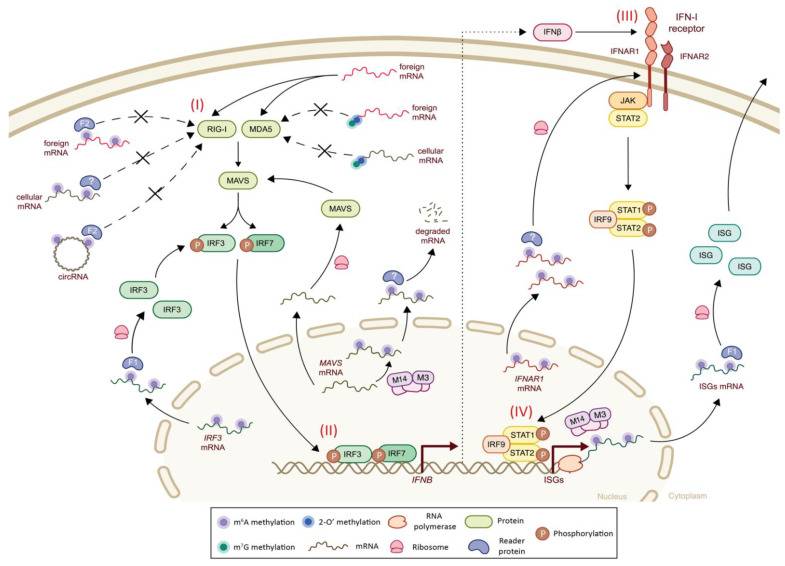 (III)
IFN-I
receptor
IFNβ
IFNAR1
IFNAR2
foreign
mRNA
(I)
F2
RIG-I
MDA5
foreign
mRNA
foreign
mRNA
JAK
STAT2
?
cellular
mRNA
cellular
mRNA
MAVS
MAVS
F2
circRNA
degraded
mRNA
P
IRF3
P
IRF7
STAT1
P
IRF9
STAT2
P
ISG
ISG
ISG
?
?
IRF3
IRF3
F1
F1
MAVS
mRNA
M14
M3
IFNAR1
mRNA
ISGs mRNA
IRF3
mRNA
(II)
(IV)
M14
M3
P
IRF3
P
IRF7
IFNB
IRF9
STAT1
P
STAT2
P
ISGs
Nucleus
Cytoplasm
m⁶A methylation
2-O’ methylation
RNA
polymerase
Protein
Phosphorylation
P
m⁷G methylation
mRNA
Ribosome
Reader
protein